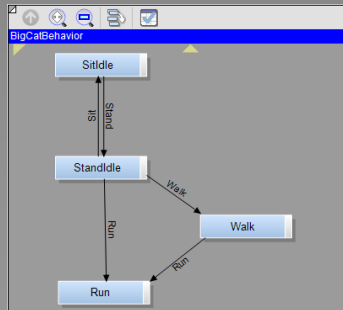 BigCatBehavior
SitIdle
Sit
Stand
StandIdle
Walk
Run
Walk
Run
Run